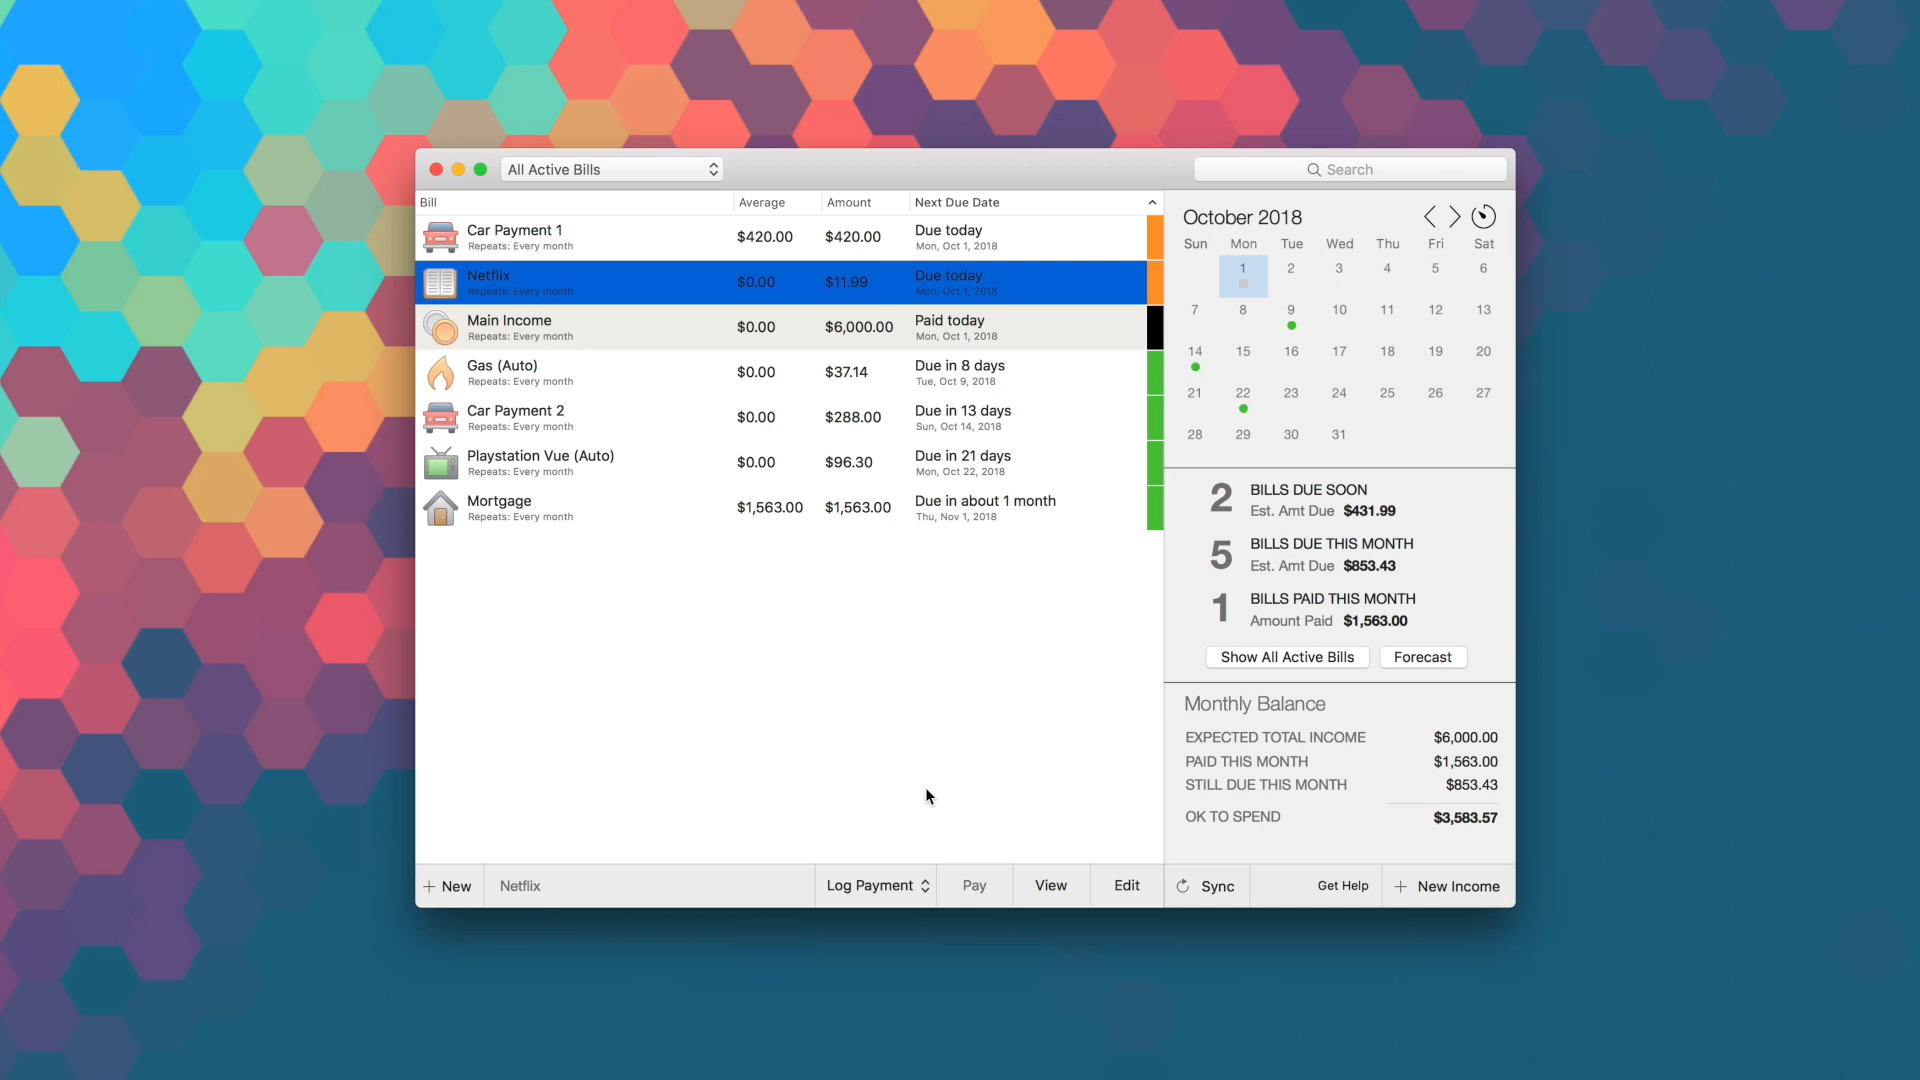 All Active Bills
Search
Bill Average Amount Next Due Date
Car Payment 1
Repeats: Every month
$420.00 $420.00
Due today
Mon, Oct 1, 2018
Netflix
Repeats: Every month
$0.00 $11.99
Due today
Mon, Oct 1, 2018
Main Income
Repeats: Every month
$0.00 $6,000.00
Paid today
Mon, Oct 1, 2018
Gas (Auto)
Repeats: Every month
$0.00 $37.14
Due in 8 days
Tue, Oct 9, 2018
Car Payment 2
Repeats: Every month
$0.00 $288.00
Due in 13 days
Sun, Oct 14, 2018
Playstation Vue (Auto)
Repeats: Every month
$0.00 $96.30
Due in 21 days
Mon, Oct 22, 2018
Mortgage
Repeats: Every month
$1,563.00 $1,563.00
Due in about 1 month
Thu, Nov 1, 2018
October 2018
Sun Mon Tue Wed Thu Fri Sat
1 2 3 4 5 6
7 8 9 10 11 12 13
14 15 16 17 18 19 20
21 22 23 24 25 26 27
28 29 30 31
2 BILLS DUE SOON
Est. Amt Due $431.99
5 BILLS DUE THIS MONTH
Est. Amt Due $853.43
1 BILLS PAID THIS MONTH
Amount Paid $1,563.00
Show All Active Bills Forecast
Monthly Balance
EXPECTED TOTAL INCOME $6,000.00
PAID THIS MONTH $1,563.00
STILL DUE THIS MONTH $853.43
OK TO SPEND $3,583.57
+ New Netflix Log Payment Pay View Edit Sync Get Help + New Income